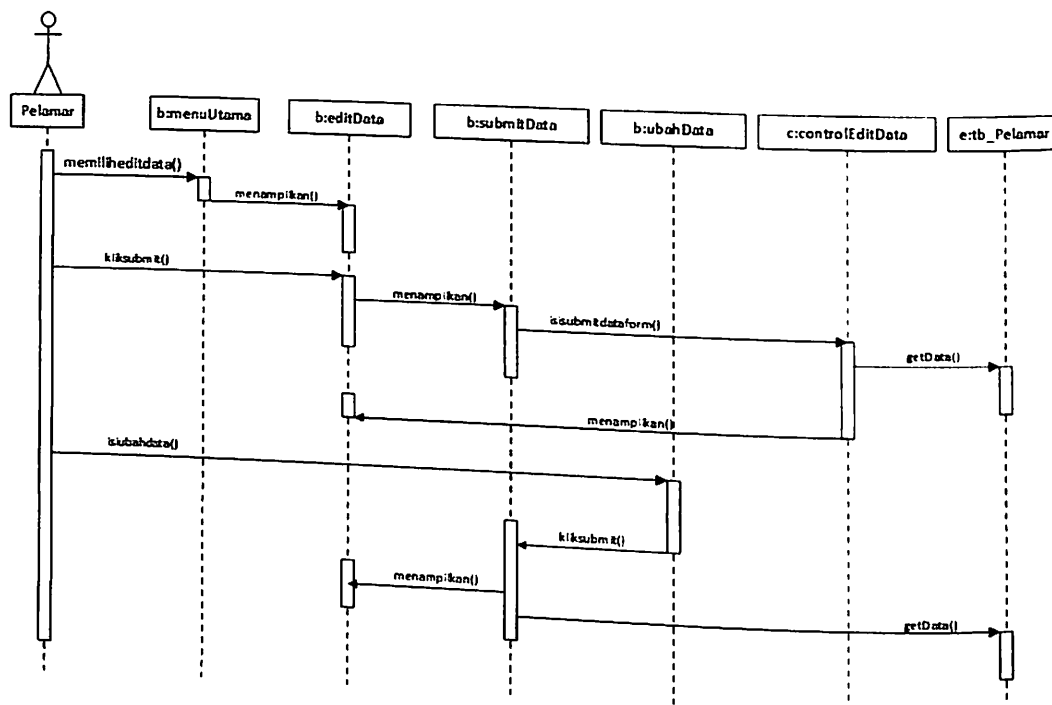 Pelamar
b:menuUtama
b:editData
b:submitData
b:ubahData
c:controlEditData
e:tb_Pelamar
memiliheditdata()
menampilkan()
kliksubmit()
menampilkan()
isisubmitdataform()
getData()
menampilkan()
isiubahdata()
kliksubmit()
menampilkan()
getData()